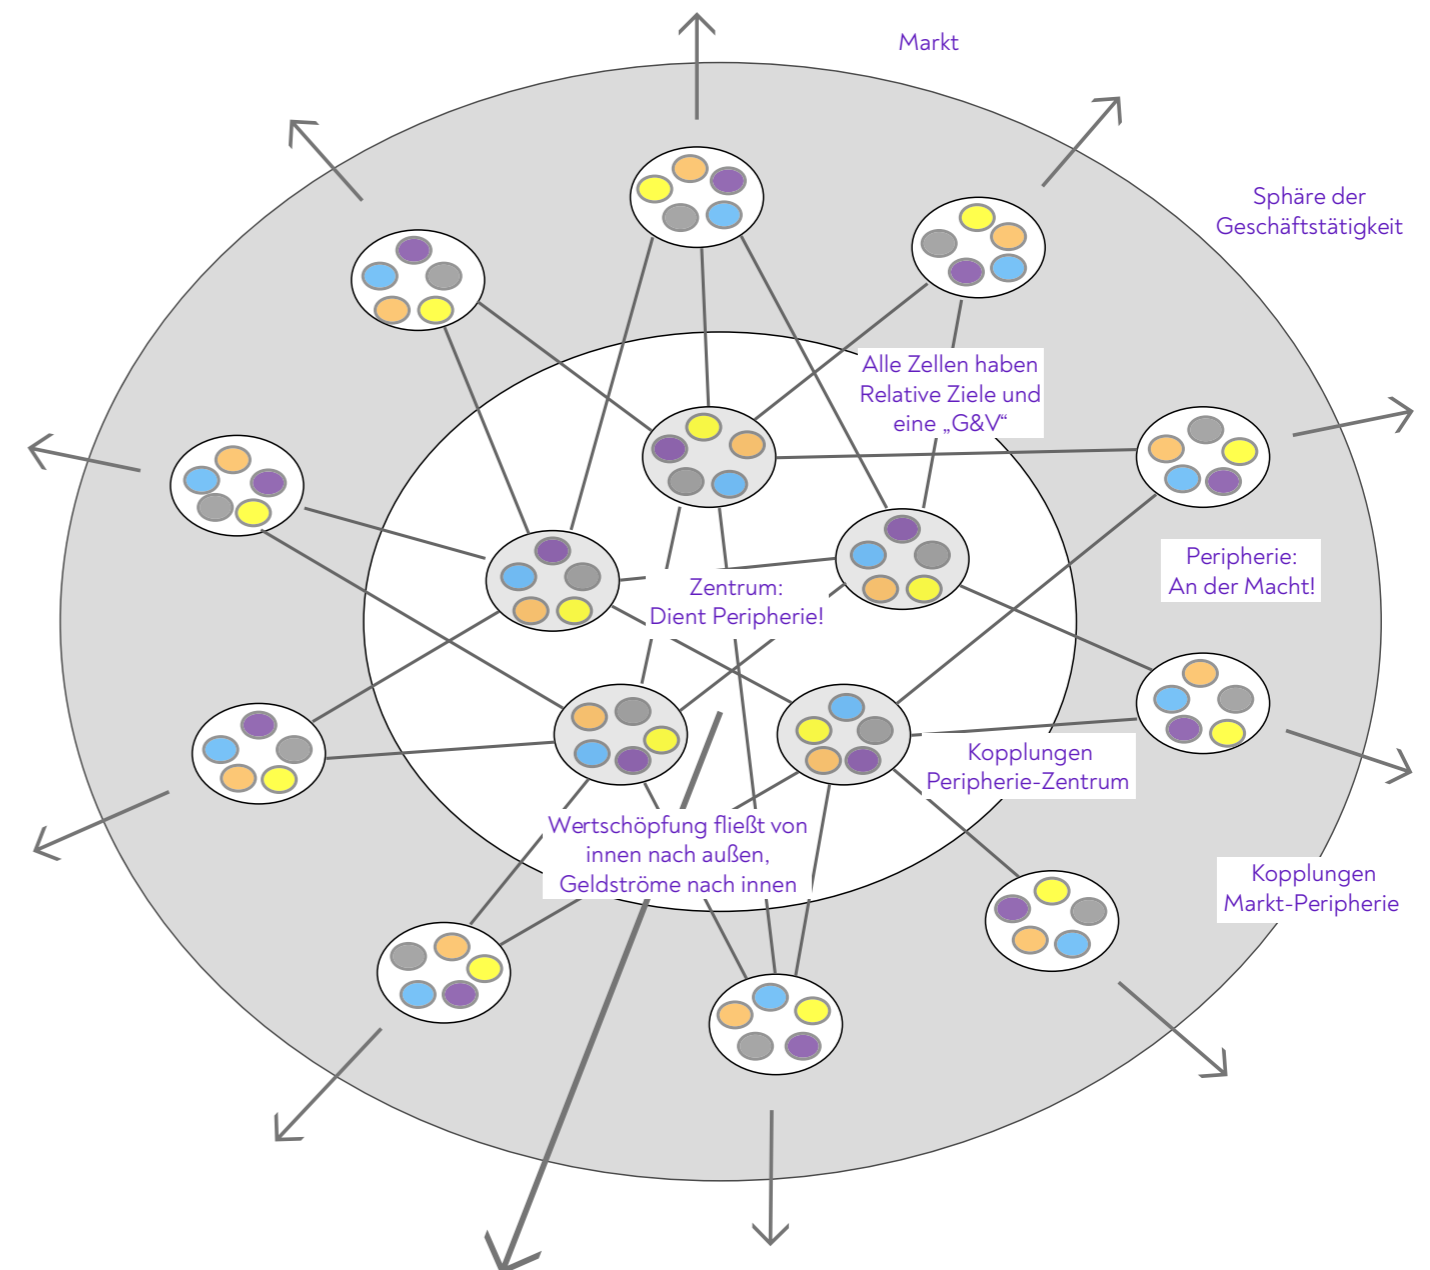 Markt
Sphäre der
Geschäftstätigkeit
Alle Zellen haben
Relative Ziele und
eine „G&V“
Peripherie:
An der Macht!
Zentrum:
Dient Peripherie!
Kopplungen
Peripherie-Zentrum
Wertschöpfung fließt von
innen nach außen,
Geldströme nach innen
Kopplungen
Markt-Peripherie